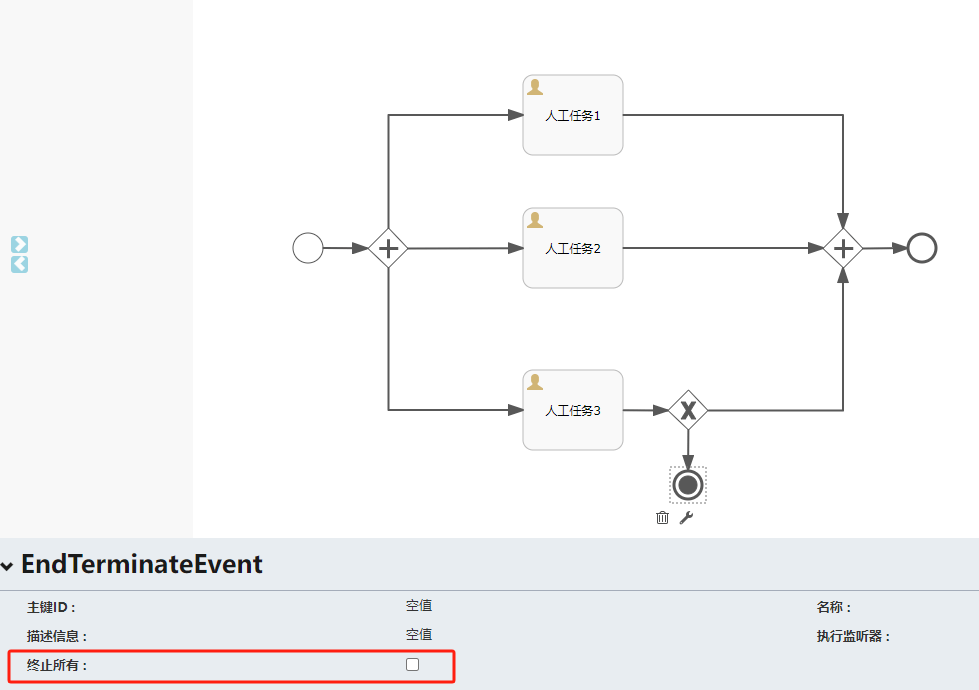 人工任务1
人工任务2
人工任务3
EndTerminateEvent
主键ID : 空值 名称 :
描述信息 : 空值 执行监听器 :
终止所有 :